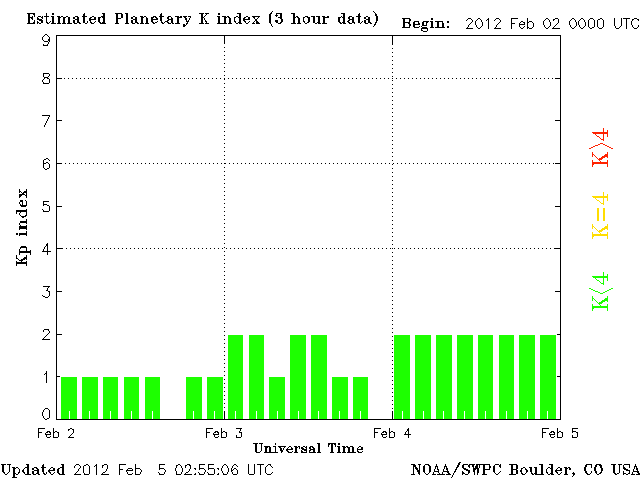 Estimated Planetary K index (3 hour data) Begin: 2012 Feb 02 0000 UTC
9
8
7
6
5
4
3
2
1
0
Kp index
K>4
K=4
K<4
Feb 2 Feb 3 Feb 4 Feb 5
Universal Time
Updated 2012 Feb 5 02:55:06 UTC NOAA/SWPC Boulder, CO USA